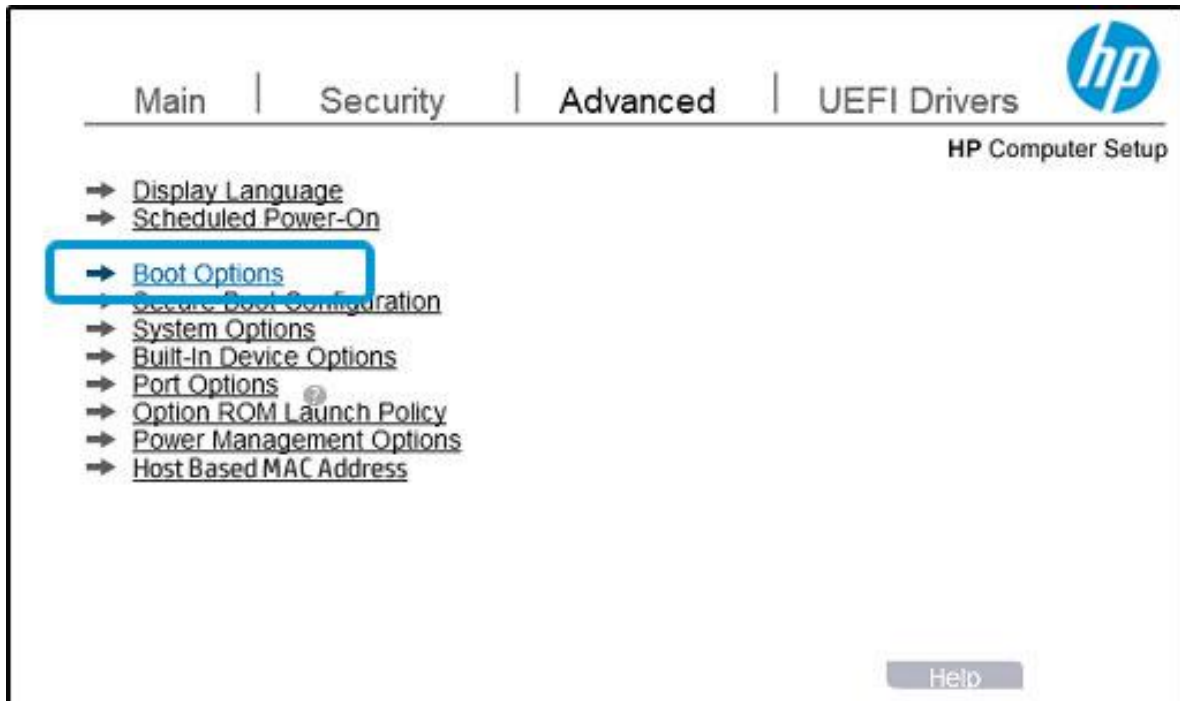 hp
Main | Security | Advanced | UEFI Drivers
HP Computer Setup
Display Language
Scheduled Power-On
Boot Options
Secure Boot Configuration
System Options
Built-In Device Options
Port Options
?
Option ROM Launch Policy
Power Management Options
Host Based MAC Address
Help